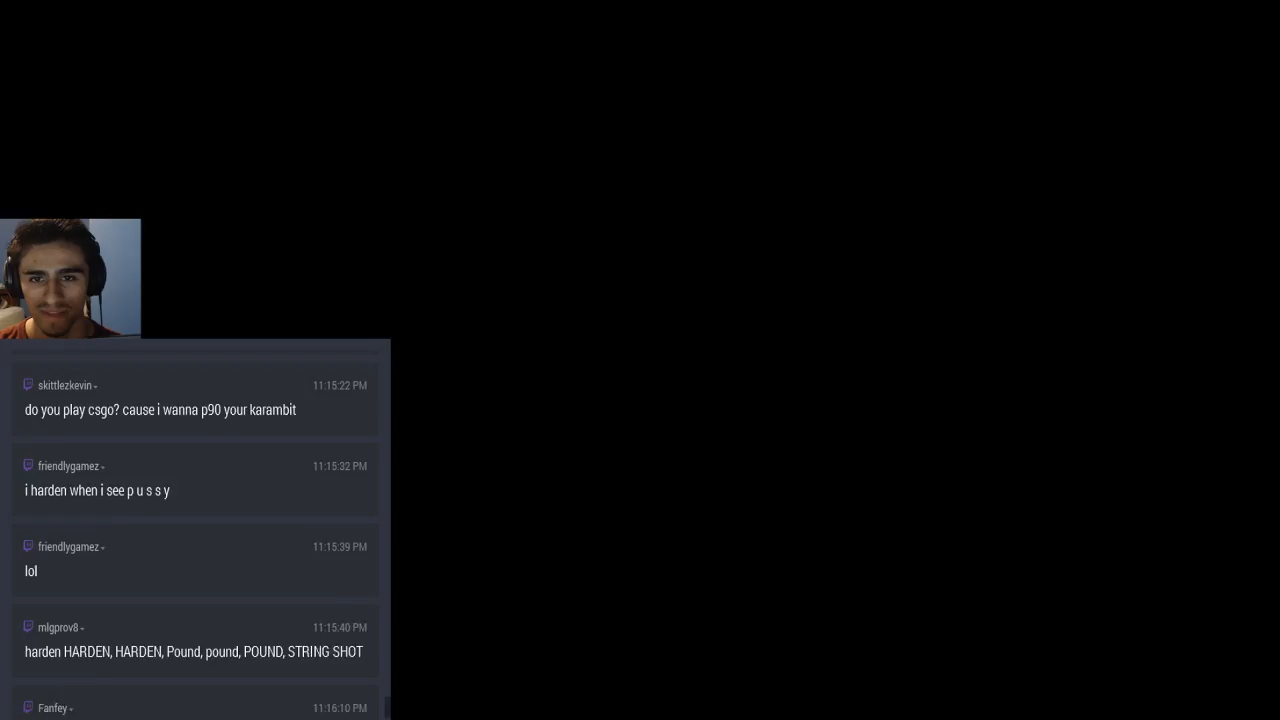 skittlezkevin 11:15:22 PM
do you play csgo? cause i wanna p90 your karambit
friendlygamez 11:15:32 PM
i harden when i see p u s s y
friendlygamez 11:15:39 PM
lol
mlgprov8 11:15:40 PM
harden HARDEN, HARDEN, Pound, pound, POUND, STRING SHOT
Fanfey 11:16:10 PM